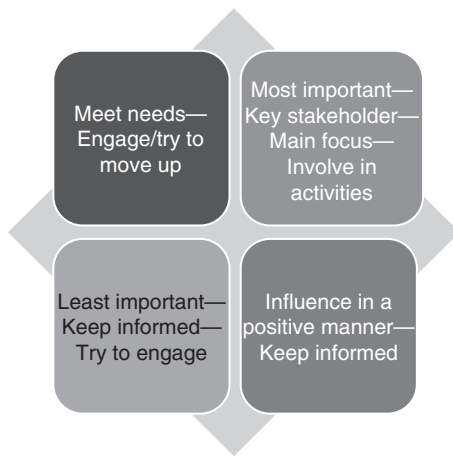 Meet needs—
Engage/try to
move up
Most important—
Key stakeholder—
Main focus—
Involve in
activities
Least important—
Keep informed—
Try to engage
Influence in a
positive manner—
Keep informed